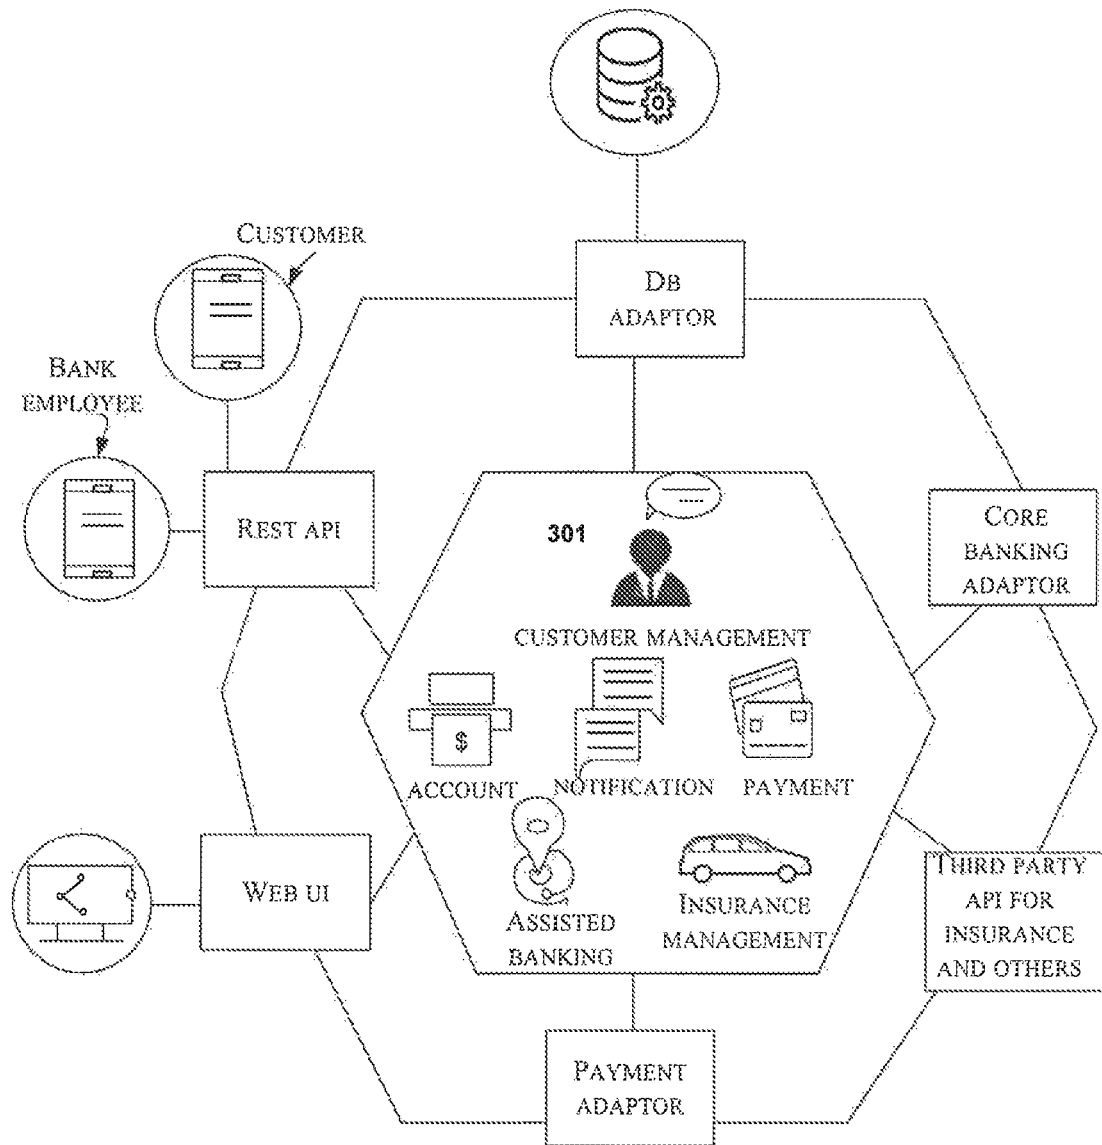 CUSTOMER
DB
ADAPTOR
BANK
EMPLOYEE
REST API
301
CORE
BANKING
ADAPTOR
CUSTOMER MANAGEMENT
$
ACCOUNT
NOTIFICATION
PAYMENT
WEB UI
ASSISTED
BANKING
INSURANCE
MANAGEMENT
THIRD PARTY
API FOR
INSURANCE
AND OTHERS
PAYMENT
ADAPTOR